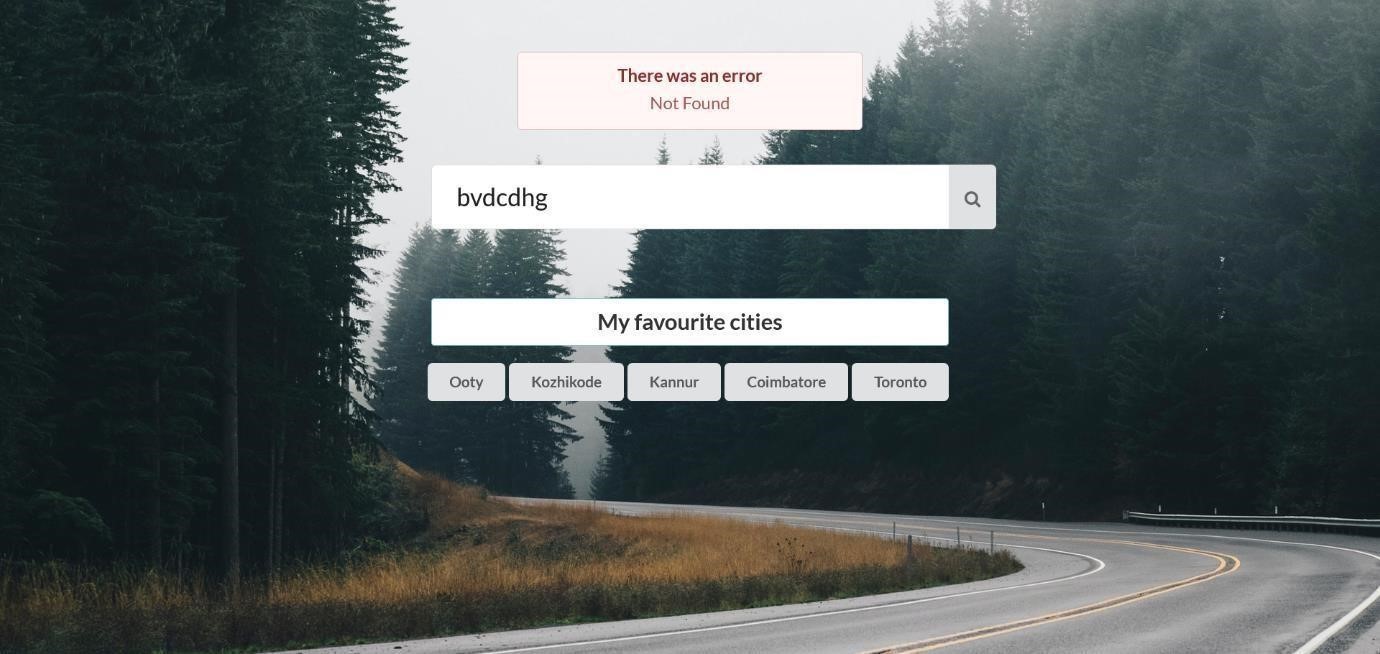 There was an error
Not Found
bvdcdhg
My favourite cities
Ooty Kozhikode Kannur Coimbatore Toronto